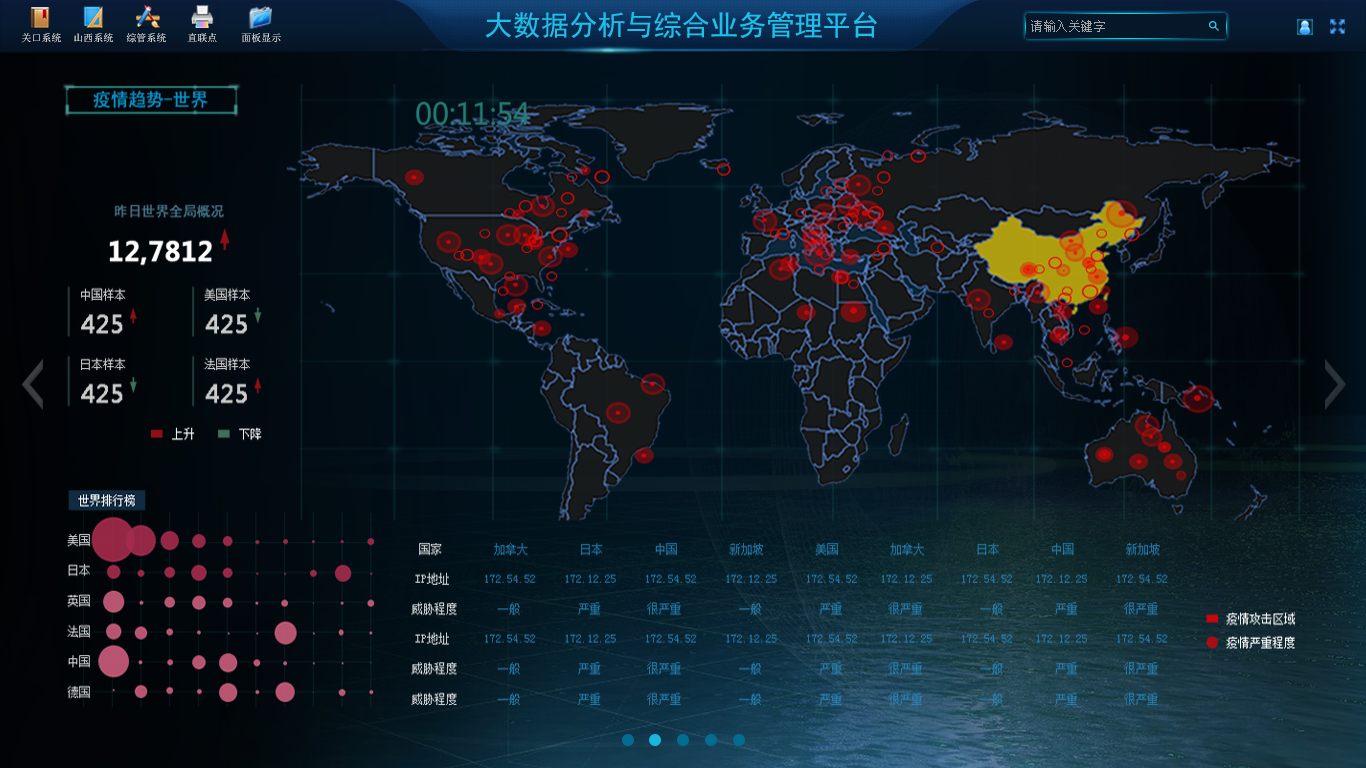 大数据分析与综合业务管理平台
关口系统 山西系统 综管系统 直联点 面板显示
请输入关键字
疫情趋势-世界
00:11:54
昨日世界全局概况
12,7812
中国样本 美国样本
425 425
日本样本 法国样本
425 425
上升 下降
世界排行榜
美国
日本
英国
法国
中国
德国
国家 加拿大 日本 中国 新加坡 美国 加拿大 日本 中国 新加坡
IP地址 172.54.52 172.12.25 172.54.52 172.12.25 172.54.52 172.12.25 172.54.52 172.12.25 172.54.52
威胁程度 一般 严重 很严重 一般 严重 很严重 一般 严重 很严重
IP地址 172.54.52 172.12.25 172.54.52 172.12.25 172.54.52 172.12.25 172.54.52 172.12.25 172.54.52
威胁程度 一般 严重 很严重 一般 严重 很严重 一般 严重 很严重
威胁程度 一般 严重 很严重 一般 严重 很严重 一般 严重 很严重
疫情攻击区域
疫情严重程度